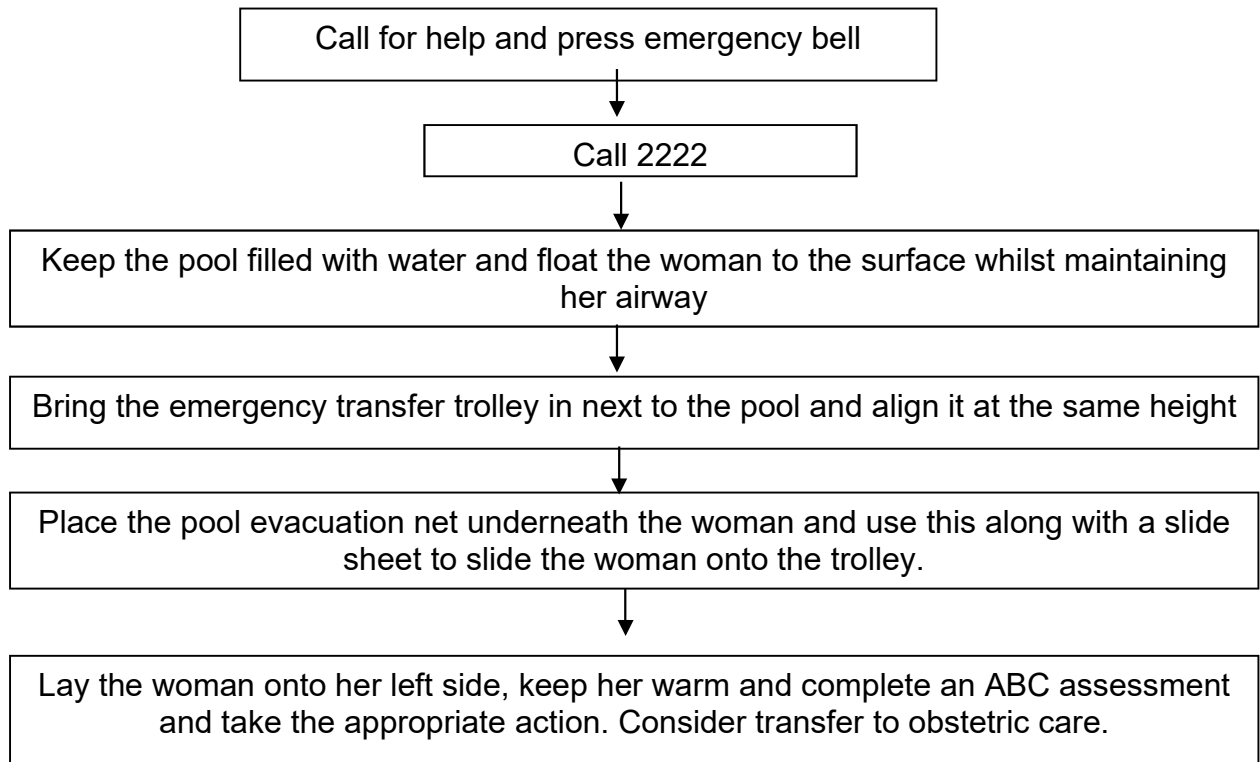 Call for help and press emergency bell
Call 2222
Keep the pool filled with water and float the woman to the surface whilst maintaining
her airway
Bring the emergency transfer trolley in next to the pool and align it at the same height
Place the pool evacuation net underneath the woman and use this along with a slide
sheet to slide the woman onto the trolley.
Lay the woman onto her left side, keep her warm and complete an ABC assessment
and take the appropriate action. Consider transfer to obstetric care.